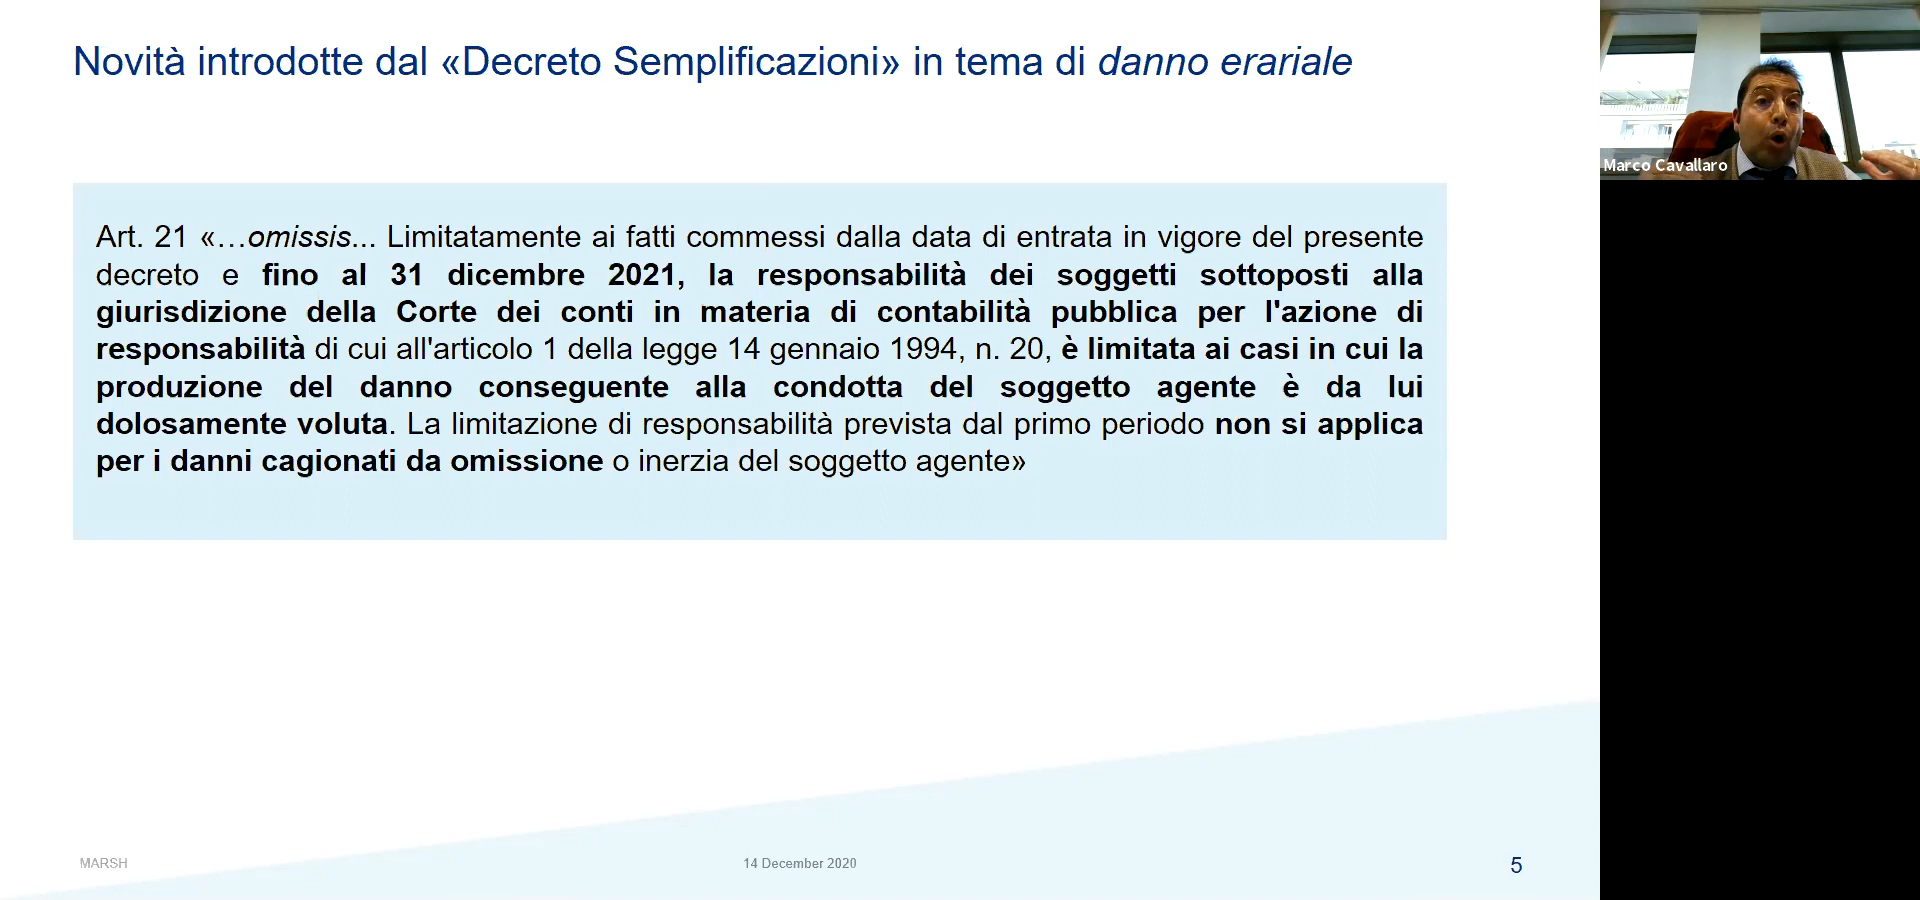 Novità introdotte dal «Decreto Semplificazioni» in tema di danno erariale
Marco Cavallaro
Art. 21 «…omissis... Limitatamente ai fatti commessi dalla data di entrata in vigore del presente
decreto e fino al 31 dicembre 2021, la responsabilità dei soggetti sottoposti alla
giurisdizione della Corte dei conti in materia di contabilità pubblica per l'azione di
responsabilità di cui all'articolo 1 della legge 14 gennaio 1994, n. 20, è limitata ai casi in cui la
produzione del danno conseguente alla condotta del soggetto agente è da lui
dolosamente voluta. La limitazione di responsabilità prevista dal primo periodo non si applica
per i danni cagionati da omissione o inerzia del soggetto agente»
MARSH
14 December 2020
5